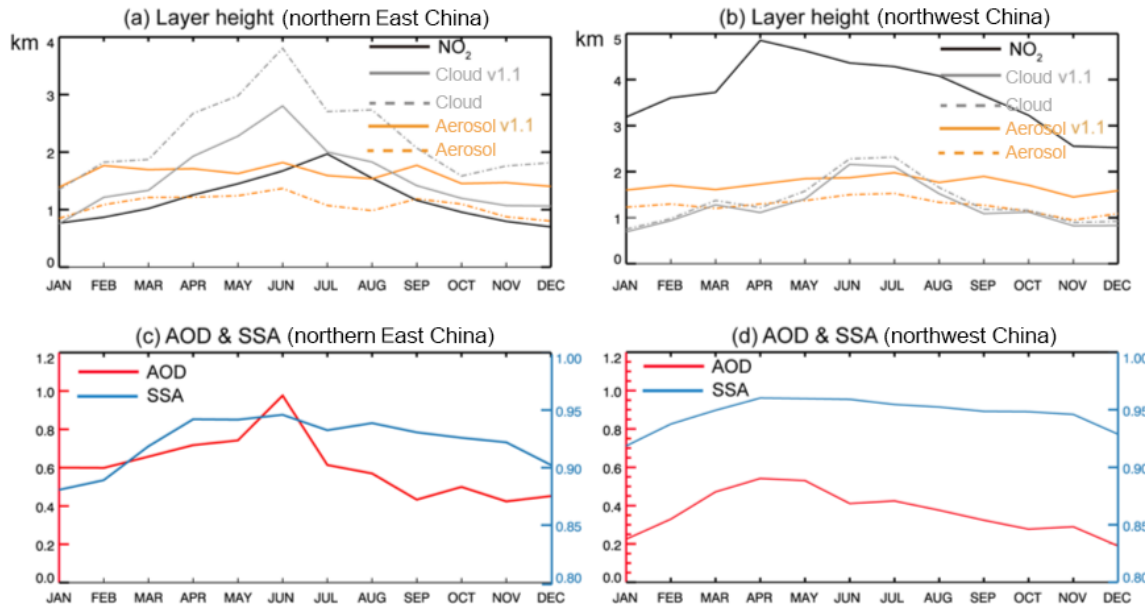 (a) Layer height (northern East China)
km
4
3
2
1
0
NO₂
Cloud v1.1
Cloud
Aerosol v1.1
Aerosol
JAN FEB MAR APR MAY JUN JUL AUG SEP OCT NOV DEC
(b) Layer height (northwest China)
km
5
4
3
2
1
0
NO₂
Cloud v1.1
Cloud
Aerosol v1.1
Aerosol
JAN FEB MAR APR MAY JUN JUL AUG SEP OCT NOV DEC
(c) AOD & SSA (northern East China)
1.2
1.0
0.8
0.6
0.4
0.2
0.0
AOD
SSA
1.00
0.95
0.90
0.85
0.80
JAN FEB MAR APR MAY JUN JUL AUG SEP OCT NOV DEC
(d) AOD & SSA (northwest China)
1.2
1.0
0.8
0.6
0.4
0.2
0.0
AOD
SSA
1.00
0.95
0.90
0.85
0.80
JAN FEB MAR APR MAY JUN JUL AUG SEP OCT NOV DEC